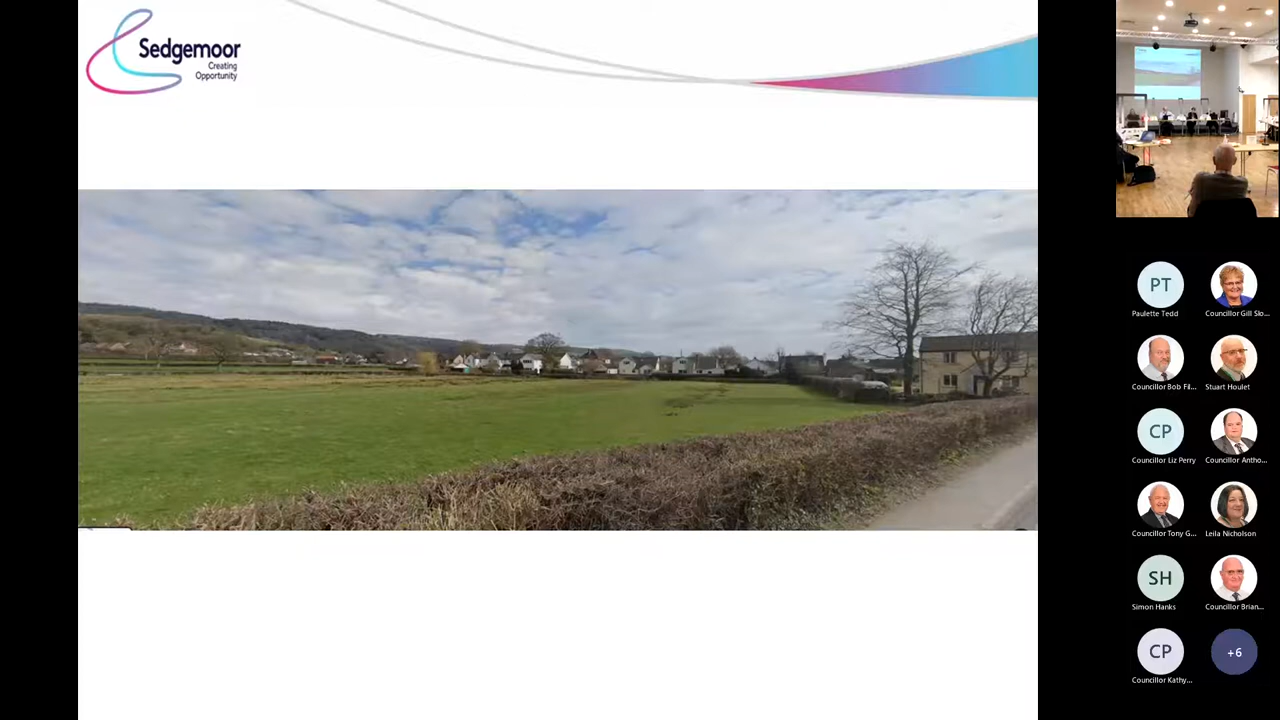 Sedgemoor
Creating
Opportunity
PT
Paulette Tedd
Councillor Gill Slo...
Councillor Bob Fil...
Stuart Houlet
CP
Councillor Liz Perry
Councillor Antho...
Councillor Tony G...
Leila Nicholson
SH
Simon Hanks
Councillor Brian...
CP
Councillor Kathy...
+6